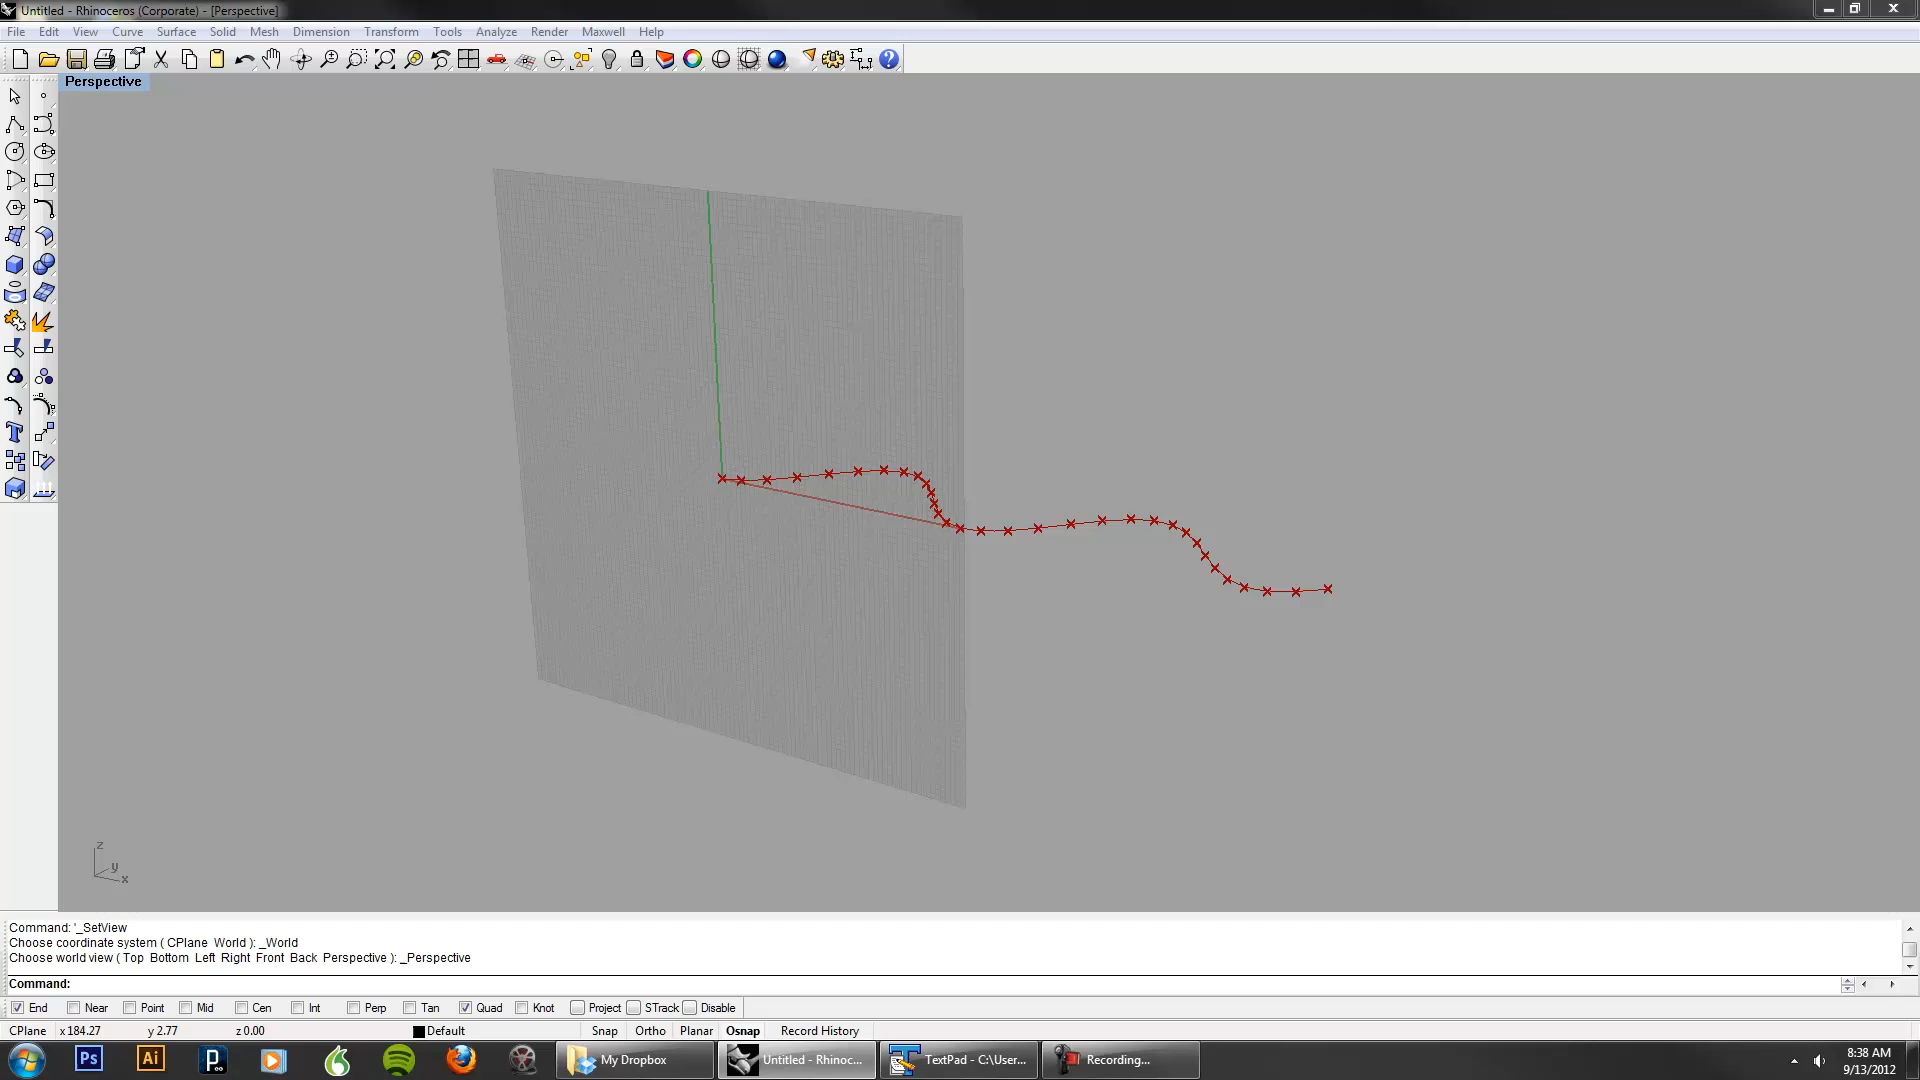 Untitled - Rhinoceros (Corporate) - [Perspective]
File Edit View Curve Surface Solid Mesh Dimension Transform Tools Analyze Render Maxwell Help
Perspective
z
y
x
Command: '_SetView
Choose coordinate system ( CPlane World ): _World
Choose world view ( Top Bottom Left Right Front Back Perspective ): _Perspective
Command:
End Near Point Mid Cen Int Perp Tan Quad Knot Project STrack Disable
CPlane x 184.27 y 2.77 z 0.00 Default Snap Ortho Planar Osnap Record History
Ps Ai P My Dropbox Untitled - Rhinoc... TextPad - C:\User... Recording... 8:38 AM
9/13/2012